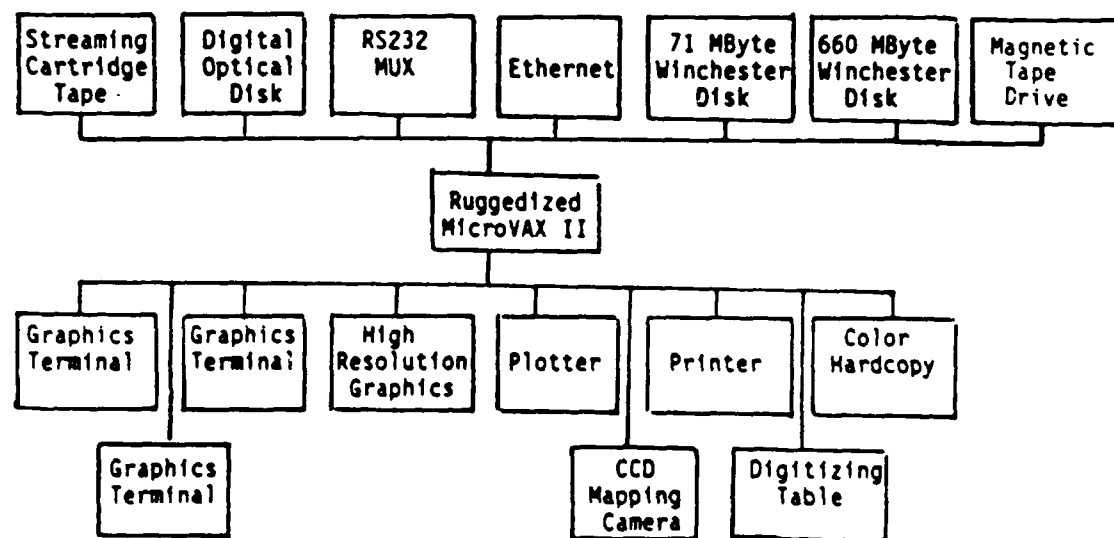 Streaming
Cartridge
Tape
Digital
Optical
Disk
RS232
MUX
Ethernet
71 MByte
Winchester
Disk
660 MByte
Winchester
Disk
Magnetic
Tape
Drive
Ruggedized
MicroVAX II
Graphics
Terminal
Graphics
Terminal
High
Resolution
Graphics
Plotter
Printer
Color
Hardcopy
Graphics
Terminal
CCD
Mapping
Camera
Digitizing
Table